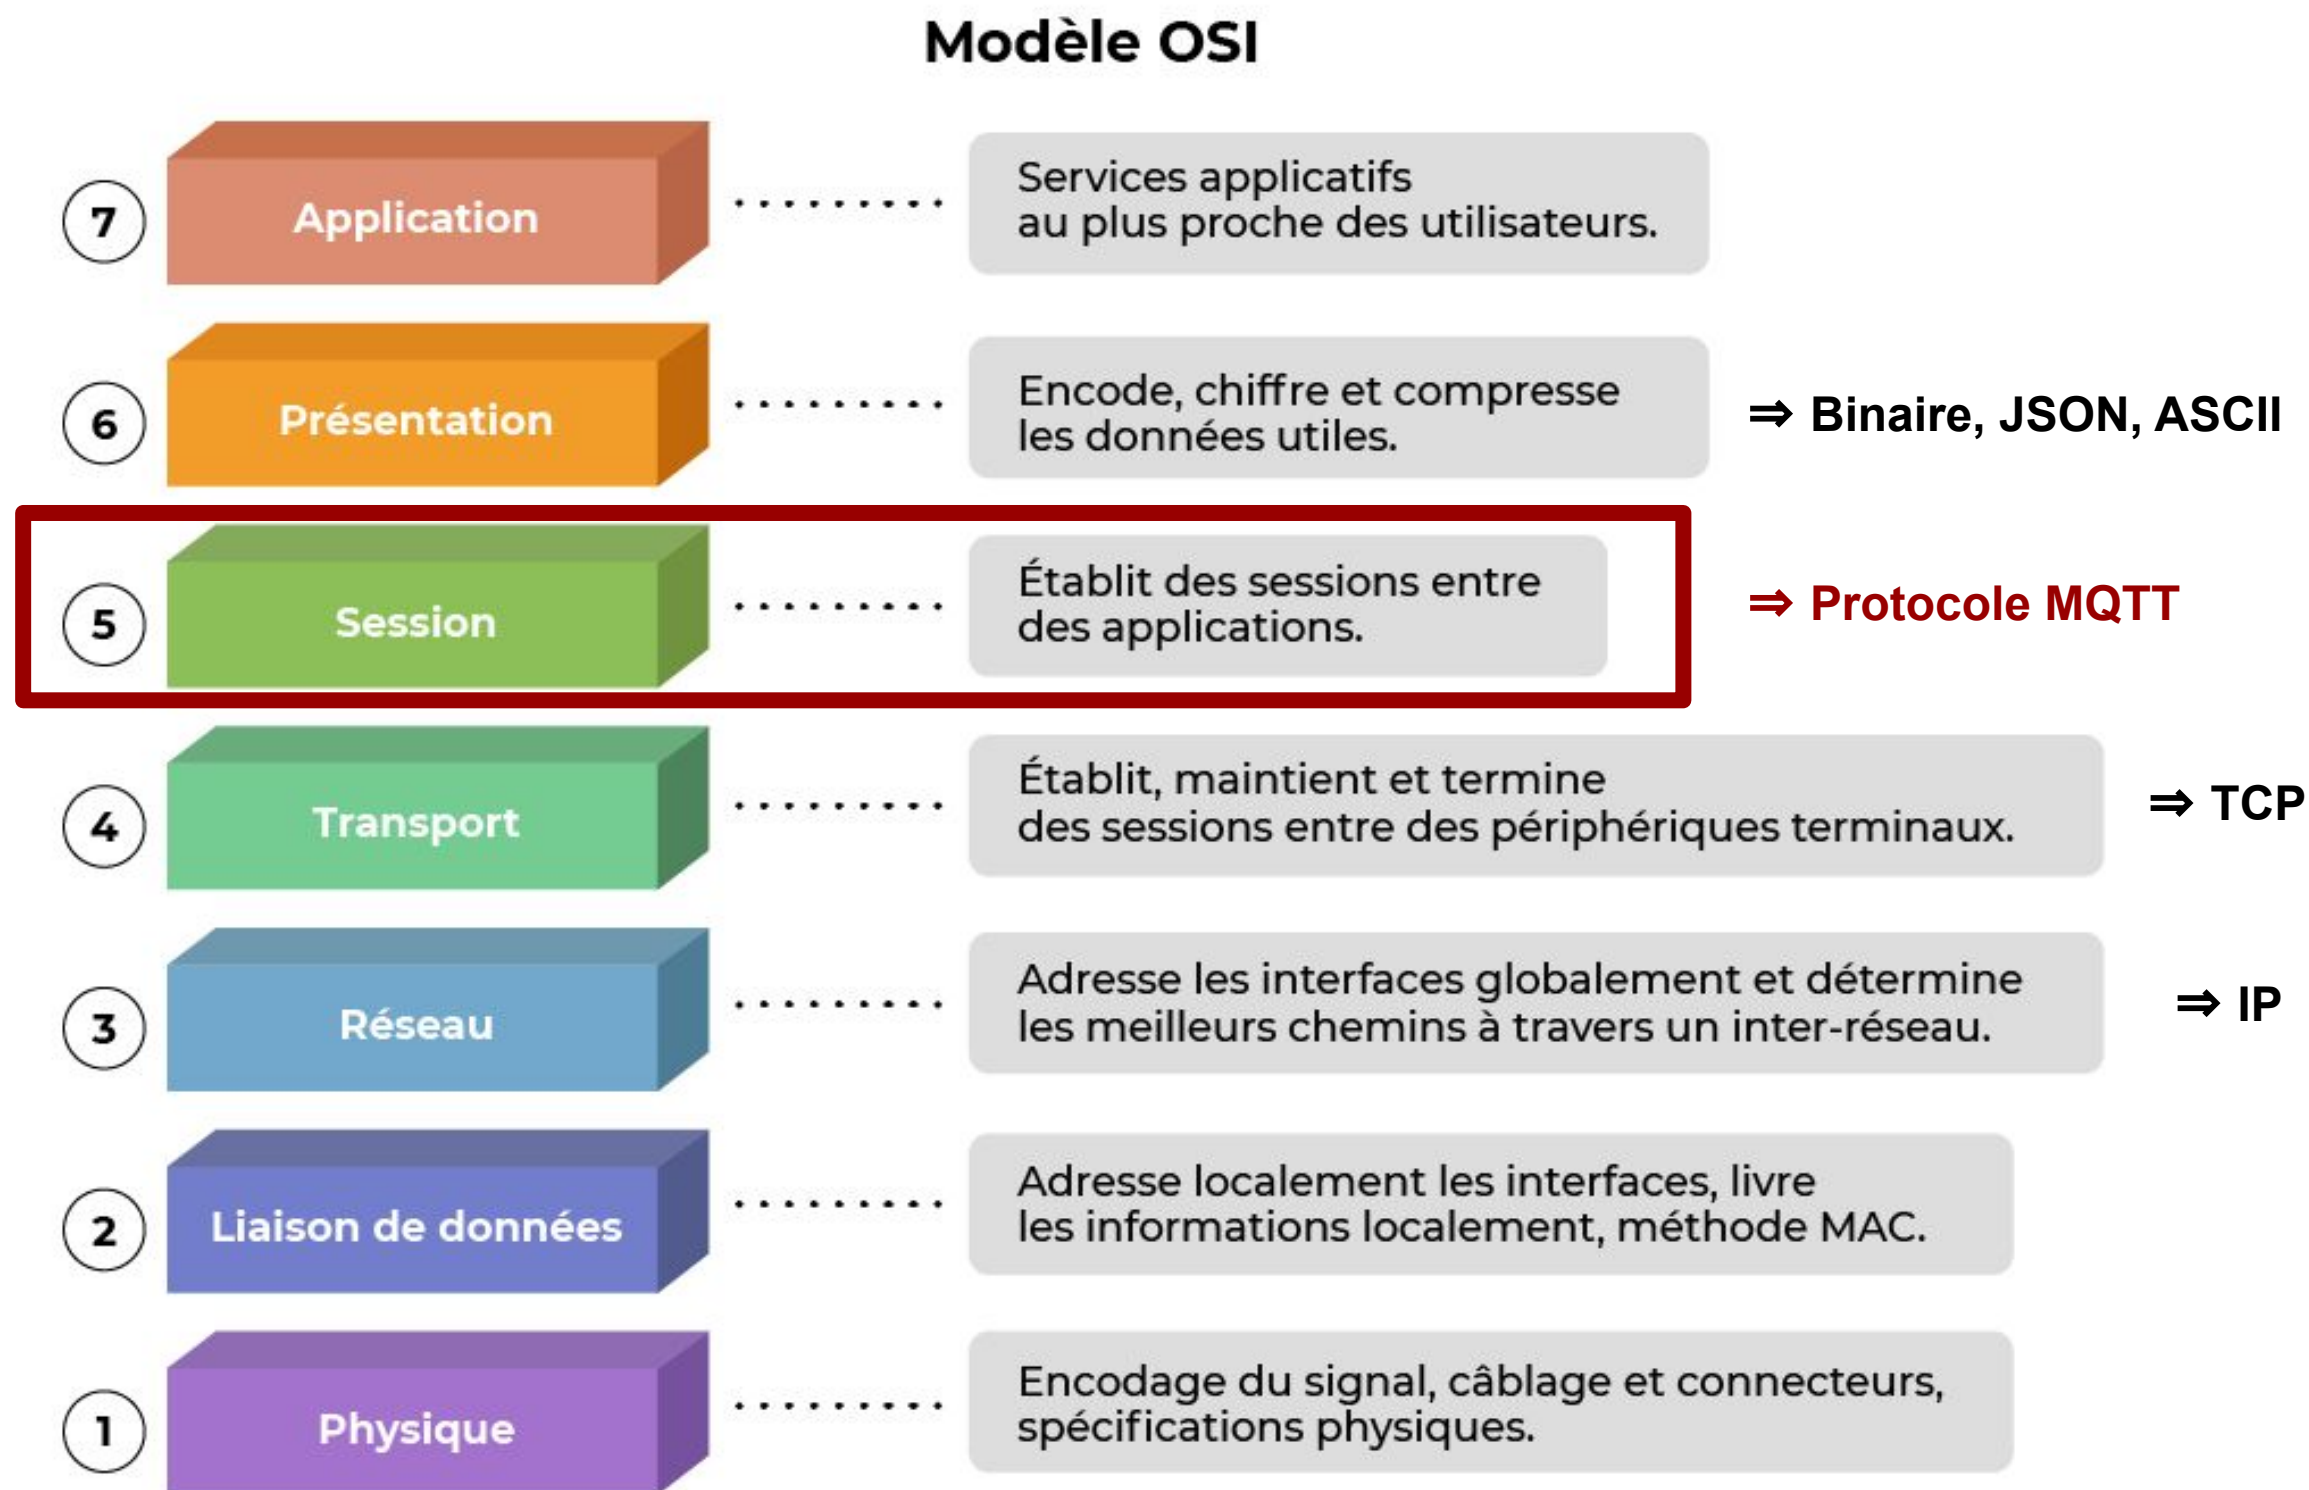 Modèle OSI
7
Application
Services applicatifs
au plus proche des utilisateurs.
6
Présentation
Encode, chiffre et compresse
les données utiles.
⇒ Binaire, JSON, ASCII
5
Session
Établit des sessions entre
des applications.
⇒ Protocole MQTT
4
Transport
Établit, maintient et termine
des sessions entre des périphériques terminaux.
⇒ TCP
3
Réseau
Adresse les interfaces globalement et détermine
les meilleurs chemins à travers un inter-réseau.
⇒ IP
2
Liaison de données
Adresse localement les interfaces, livre
les informations localement, méthode MAC.
1
Physique
Encodage du signal, câblage et connecteurs,
spécifications physiques.